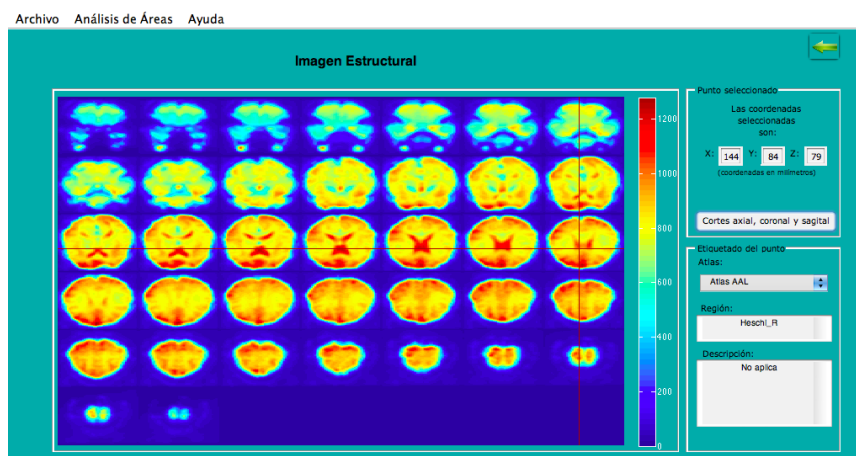 Archivo Análisis de Áreas Ayuda
Imagen Estructural
1200
1000
800
600
400
200
0
Punto seleccionado
Las coordenadas
seleccionadas
son:
X: 144 Y: 84 Z: 79
(coordenadas en milímetros)
Cortes axial, coronal y sagital
Etiquetado del punto
Atlas:
Atlas AAL
Región:
Heschl_R
Descripción:
No aplica